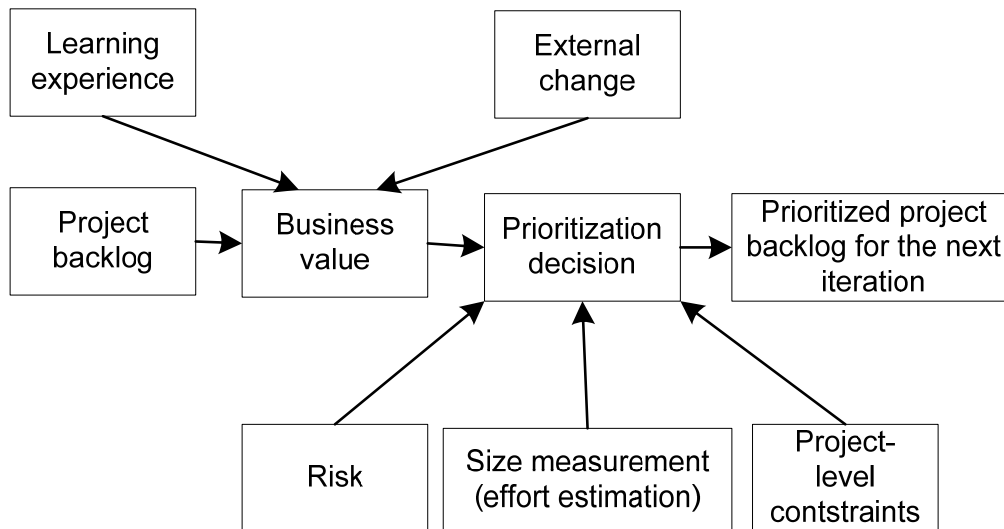 Learning
experience
External
change
Project
backlog
Business
value
Prioritization
decision
Prioritized project
backlog for the next
iteration
Risk
Size measurement
(effort estimation)
Project-
level
contstraints